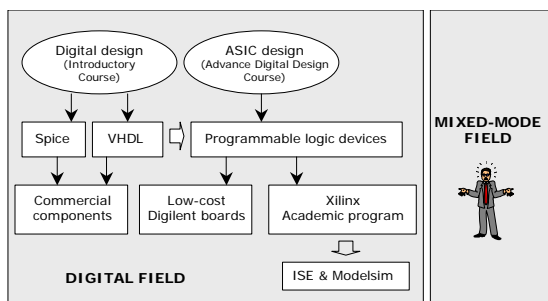 Digital design
(Introductory
Course)
ASIC design
(Advance Digital Design
Course)
Spice
VHDL
Programmable logic devices
Commercial
components
Low-cost
Digilent boards
Xilinx
Academic program
ISE & Modelsim
DIGITAL FIELD
MIXED-MODE
FIELD